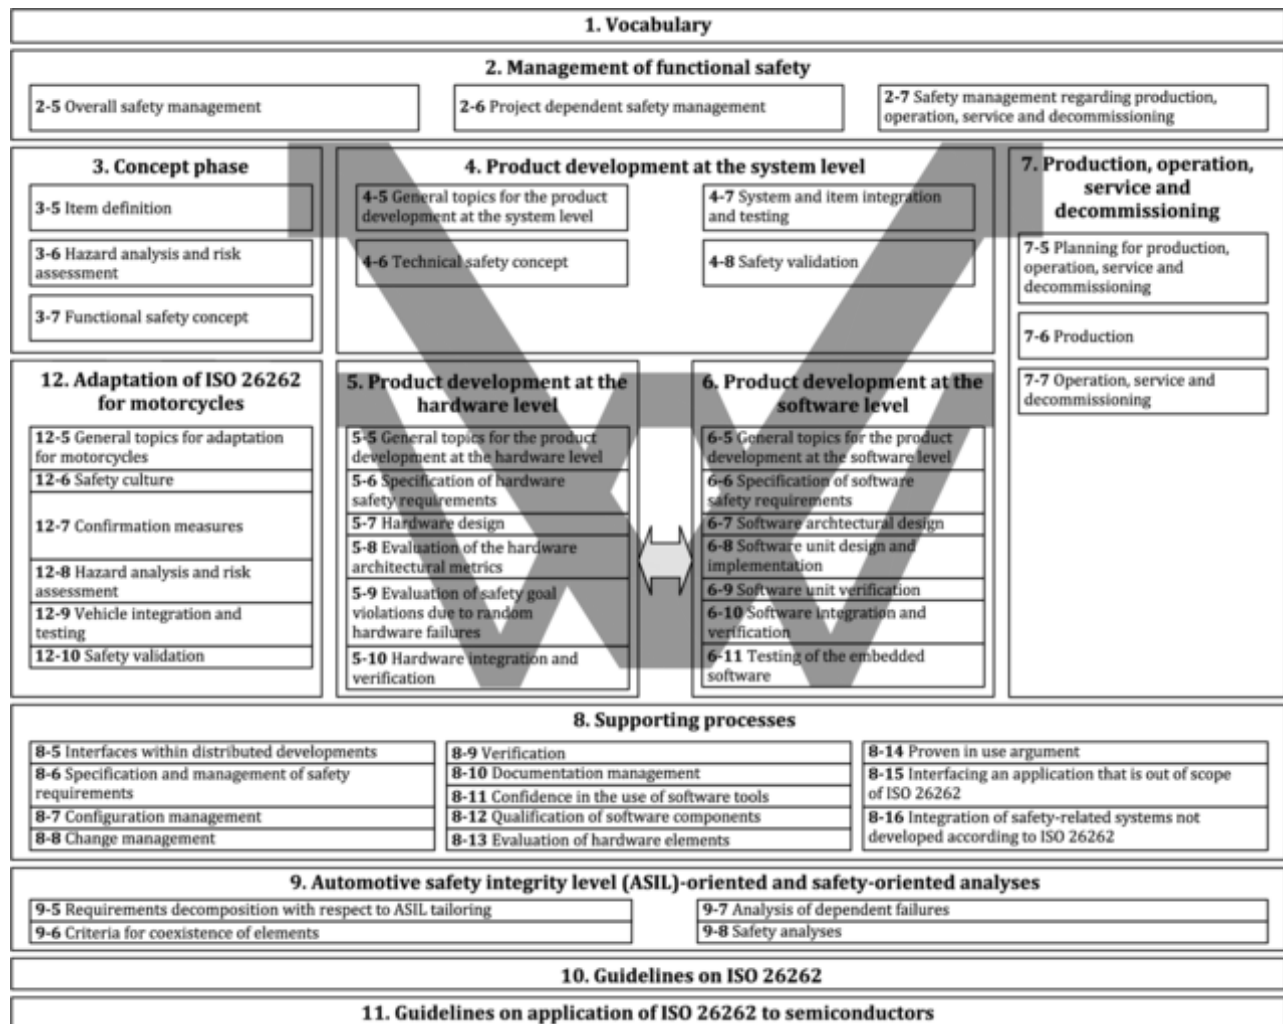 1. Vocabulary
2. Management of functional safety
2-5 Overall safety management
2-6 Project dependent safety management
2-7 Safety management regarding production,
operation, service and decommissioning
3. Concept phase
3-5 Item definition
3-6 Hazard analysis and risk
assessment
3-7 Functional safety concept
4. Product development at the system level
4-5 General topics for the product
development at the system level
4-6 Technical safety concept
4-7 System and item integration
and testing
4-8 Safety validation
7. Production, operation,
service and
decommissioning
7-5 Planning for production,
operation, service and
decommissioning
7-6 Production
7-7 Operation, service and
decommissioning
12. Adaptation of ISO 26262
for motorcycles
12-5 General topics for adaptation
for motorcycles
12-6 Safety culture
12-7 Confirmation measures
12-8 Hazard analysis and risk
assessment
12-9 Vehicle integration and
testing
12-10 Safety validation
5. Product development at the
hardware level
5-5 General topics for the product
development at the hardware level
5-6 Specification of hardware
safety requirements
5-7 Hardware design
5-8 Evaluation of the hardware
architectural metrics
5-9 Evaluation of safety goal
violations due to random
hardware failures
5-10 Hardware integration and
verification
6. Product development at the
software level
6-5 General topics for the product
development at the software level
6-6 Specification of software
safety requirements
6-7 Software archtectural design
6-8 Software unit design and
implementation
6-9 Software unit verification
6-10 Software integration and
verification
6-11 Testing of the embedded
software
8. Supporting processes
8-5 Interfaces within distributed developments
8-6 Specification and management of safety
requirements
8-7 Configuration management
8-8 Change management
8-9 Verification
8-10 Documentation management
8-11 Confidence in the use of software tools
8-12 Qualification of software components
8-13 Evaluation of hardware elements
8-14 Proven in use argument
8-15 Interfacing an application that is out of scope
of ISO 26262
8-16 Integration of safety-related systems not
developed according to ISO 26262
9. Automotive safety integrity level (ASIL)-oriented and safety-oriented analyses
9-5 Requirements decomposition with respect to ASIL tailoring
9-6 Criteria for coexistence of elements
9-7 Analysis of dependent failures
9-8 Safety analyses
10. Guidelines on ISO 26262
11. Guidelines on application of ISO 26262 to semiconductors